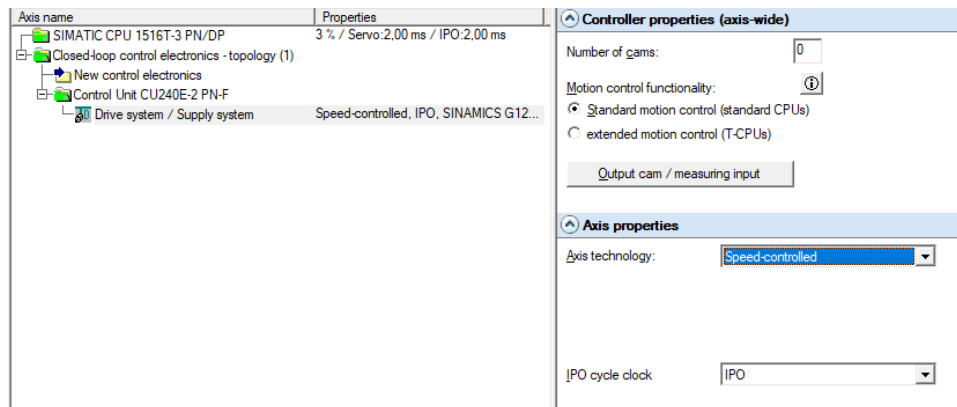 Axis name Properties
SIMATIC CPU 1516T-3 PN/DP 3 % / Servo:2,00 ms / IPO:2,00 ms
Closed-loop control electronics - topology (1)
New control electronics
Control Unit CU240E-2 PN-F
Drive system / Supply system Speed-controlled, IPO, SINAMICS G12...
Controller properties (axis-wide)
Number of cams: 0
Motion control functionality:
Standard motion control (standard CPUs)
extended motion control (T-CPUs)
Output cam / measuring input
Axis properties
Axis technology: Speed-controlled
IPO cycle clock IPO